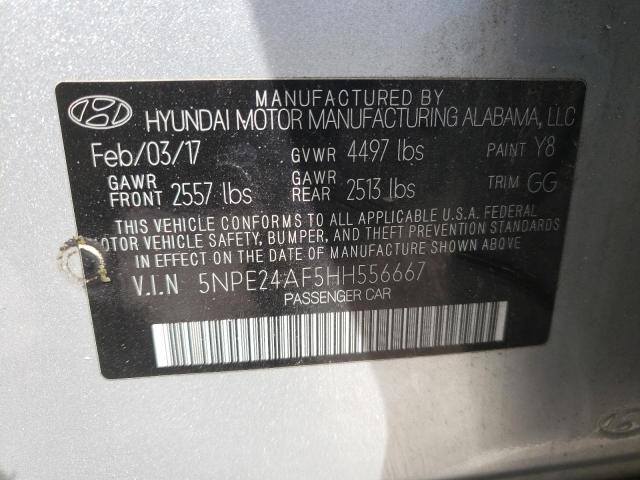 MANUFACTURED BY
HYUNDAI MOTOR MANUFACTURING ALABAMA, LLC
Feb/03/17 GVWR 4497 lbs PAINT Y8
GAWR FRONT 2557 lbs GAWR REAR 2513 lbs TRIM GG
THIS VEHICLE CONFORMS TO ALL APPLICABLE U.S.A. FEDERAL
MOTOR VEHICLE SAFETY, BUMPER, AND THEFT PREVENTION STANDARDS
IN EFFECT ON THE DATE OF MANUFACTURE SHOWN ABOVE.
V.I.N 5NPE24AF5HH556667
PASSENGER CAR